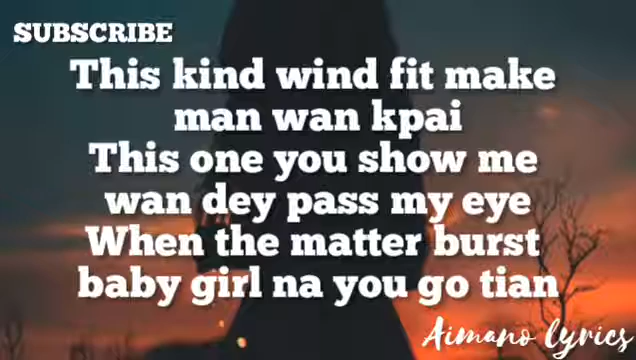 SUBSCRIBE
This kind wind fit make
man wan kpai
This one you show me
wan dey pass my eye
When the matter burst
baby girl na you go tian
Aimano lyrics